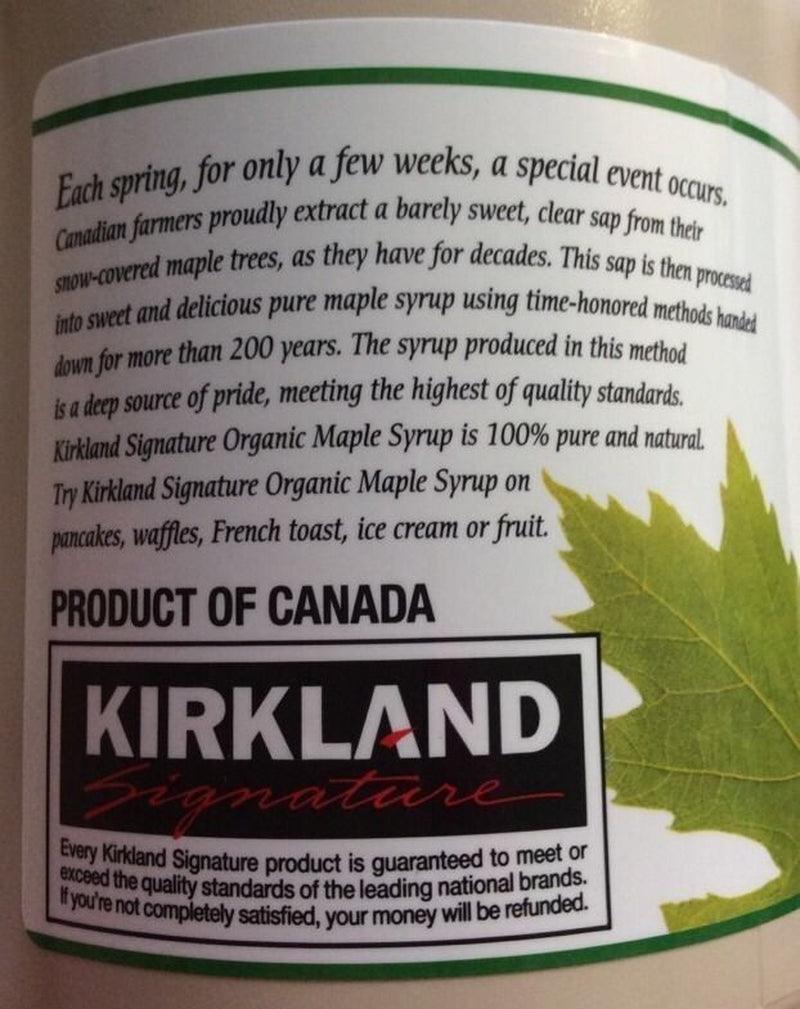 Each spring, for only a few weeks, a special event occurs.
Canadian farmers proudly extract a barely sweet, clear sap from their
snow-covered maple trees, as they have for decades. This sap is then processed
into sweet and delicious pure maple syrup using time-honored methods handed
down for more than 200 years. The syrup produced in this method
is a deep source of pride, meeting the highest of quality standards.
Kirkland Signature Organic Maple Syrup is 100% pure and natural.
Try Kirkland Signature Organic Maple Syrup on
pancakes, waffles, French toast, ice cream or fruit.
PRODUCT OF CANADA
KIRKLAND
Signature
Every Kirkland Signature product is guaranteed to meet or
exceed the quality standards of the leading national brands.
If you're not completely satisfied, your money will be refunded.